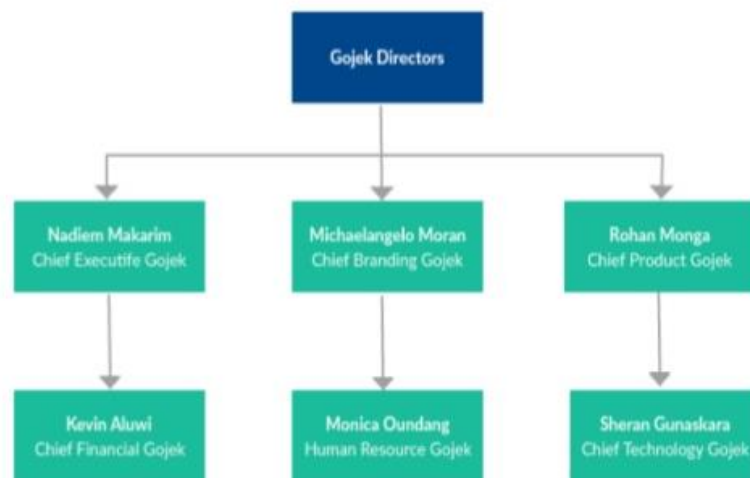 Gojek Directors
Nadiem Makarim
Chief Executife Gojek
Michaelangelo Moran
Chief Branding Gojek
Rohan Monga
Chief Product Gojek
Kevin Aluwi
Chief Financial Gojek
Monica Oundang
Human Resource Gojek
Sheran Gunaskara
Chief Technology Gojek